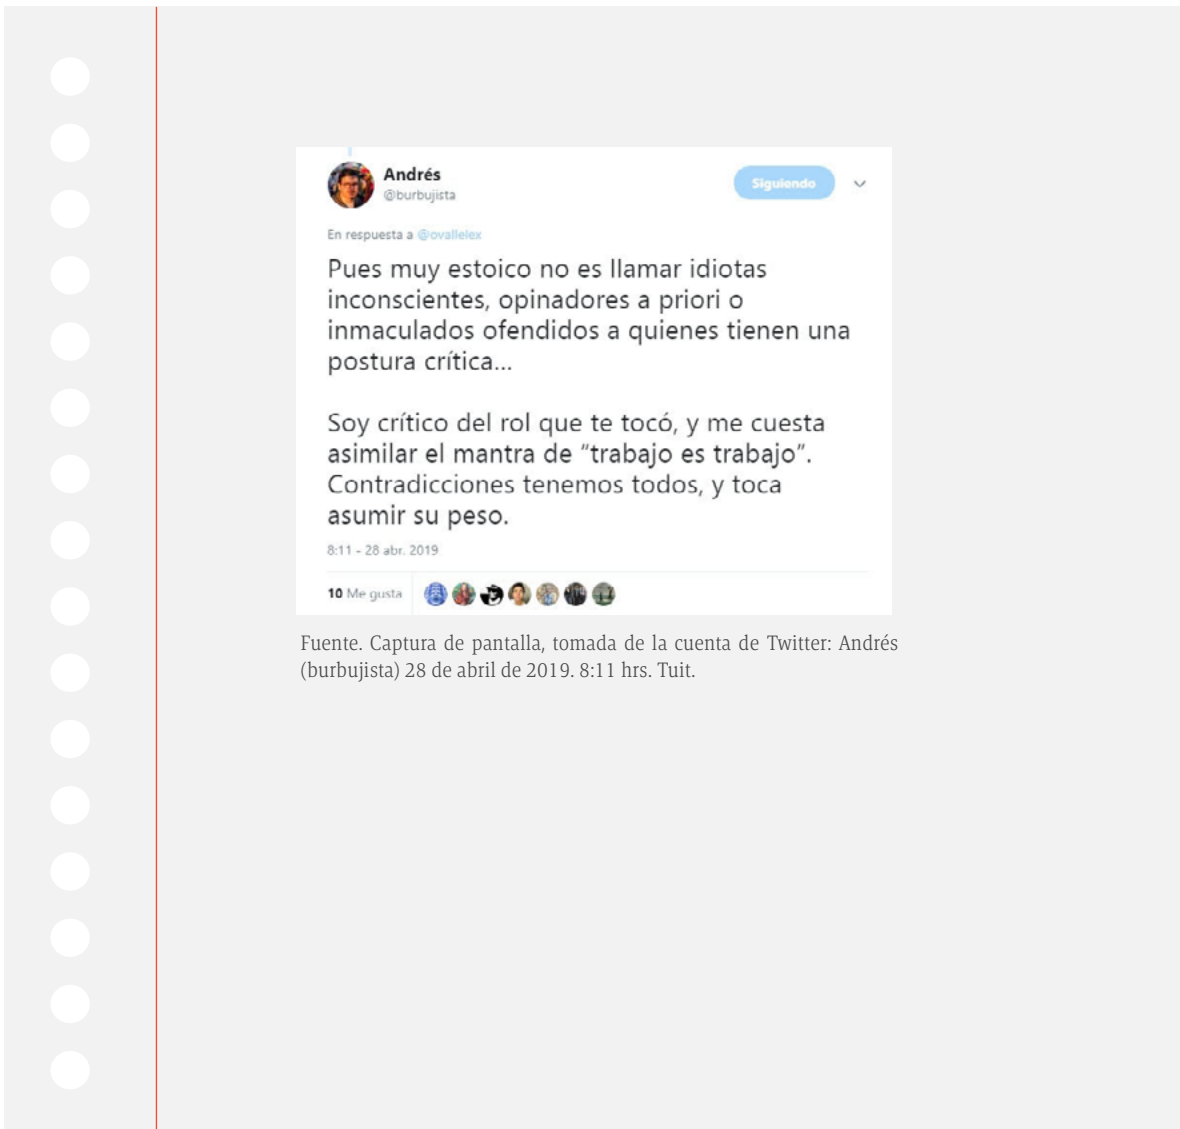 Andrés
@burbujista
Siguiendo
En respuesta a @ovallelex
Pues muy estoico no es llamar idiotas
inconscientes, opinadores a priori o
inmaculados ofendidos a quienes tienen una
postura crítica...
Soy crítico del rol que te tocó, y me cuesta
asimilar el mantra de “trabajo es trabajo”.
Contradicciones tenemos todos, y toca
asumir su peso.
8:11 - 28 abr. 2019
10 Me gusta
Fuente. Captura de pantalla, tomada de la cuenta de Twitter: Andrés
(burbujista) 28 de abril de 2019. 8:11 hrs. Tuit.